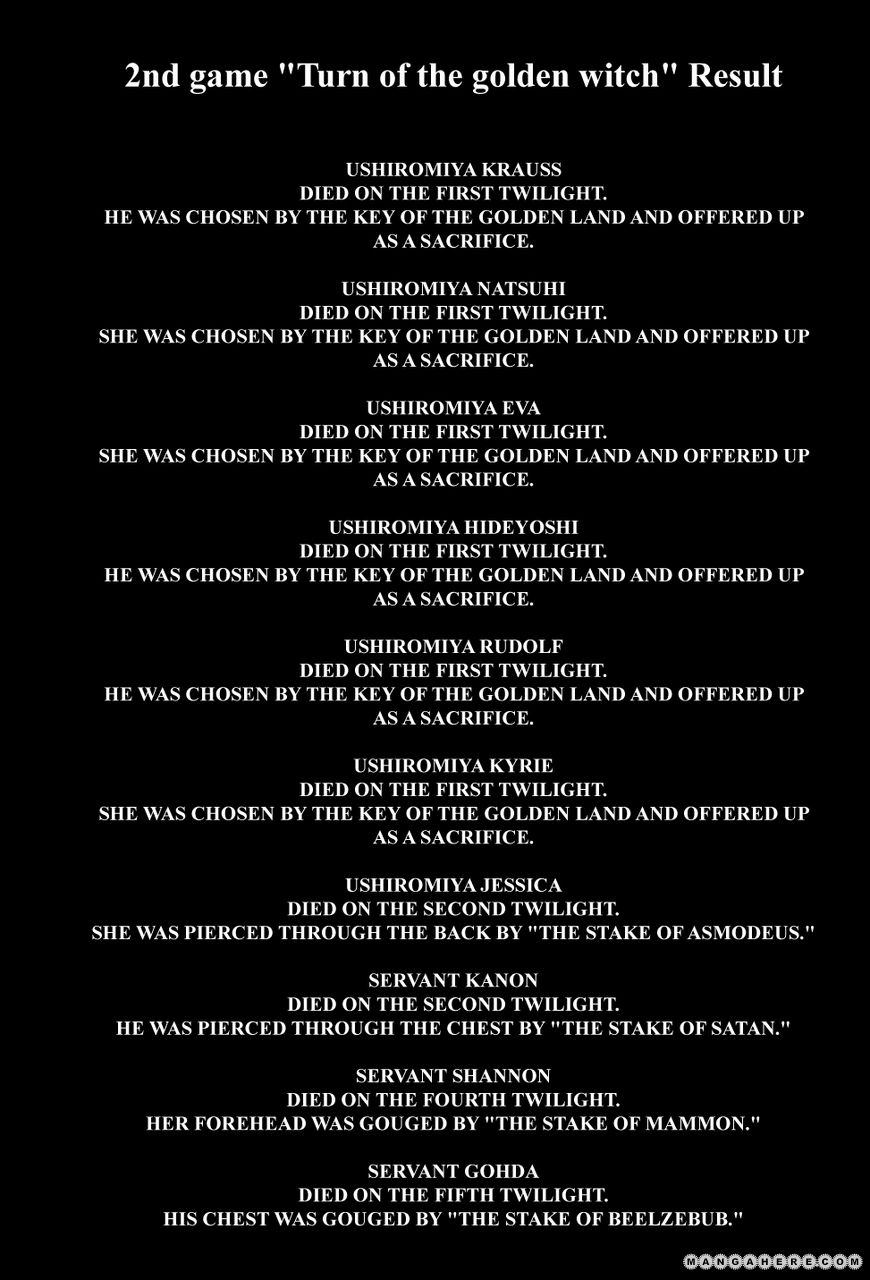 2nd game "Turn of the golden witch" Result
USHIROMIYA KRAUSS
DIED ON THE FIRST TWILIGHT.
HE WAS CHOSEN BY THE KEY OF THE GOLDEN LAND AND OFFERED UP
AS A SACRIFICE.
USHIROMIYA NATSUHI
DIED ON THE FIRST TWILIGHT.
SHE WAS CHOSEN BY THE KEY OF THE GOLDEN LAND AND OFFERED UP
AS A SACRIFICE.
USHIROMIYA EVA
DIED ON THE FIRST TWILIGHT.
SHE WAS CHOSEN BY THE KEY OF THE GOLDEN LAND AND OFFERED UP
AS A SACRIFICE.
USHIROMIYA HIDEYOSHI
DIED ON THE FIRST TWILIGHT.
HE WAS CHOSEN BY THE KEY OF THE GOLDEN LAND AND OFFERED UP
AS A SACRIFICE.
USHIROMIYA RUDOLF
DIED ON THE FIRST TWILIGHT.
HE WAS CHOSEN BY THE KEY OF THE GOLDEN LAND AND OFFERED UP
AS A SACRIFICE.
USHIROMIYA KYRIE
DIED ON THE FIRST TWILIGHT.
SHE WAS CHOSEN BY THE KEY OF THE GOLDEN LAND AND OFFERED UP
AS A SACRIFICE.
USHIROMIYA JESSICA
DIED ON THE SECOND TWILIGHT.
SHE WAS PIERCED THROUGH THE BACK BY "THE STAKE OF ASMODEUS."
SERVANT KANON
DIED ON THE SECOND TWILIGHT.
HE WAS PIERCED THROUGH THE CHEST BY "THE STAKE OF SATAN."
SERVANT SHANNON
DIED ON THE FOURTH TWILIGHT.
HER FOREHEAD WAS GOUGED BY "THE STAKE OF MAMMON."
SERVANT GOHDA
DIED ON THE FIFTH TWILIGHT.
HIS CHEST WAS GOUGED BY "THE STAKE OF BEELZEBUB."
MANGAHERE.COM